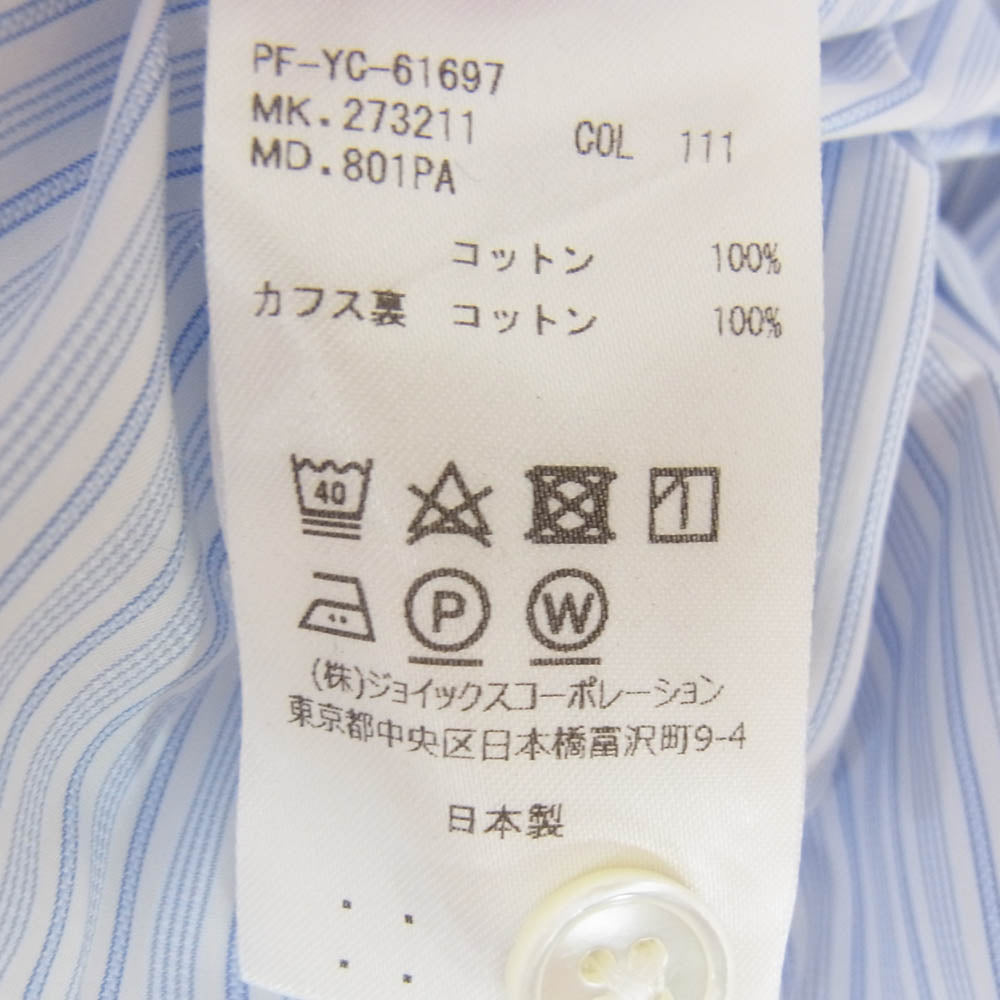 PF-YC-61697
MK.273211 COL 111
MD.801PA
コットン 100%
カフス裏 コットン 100%
40
P W
(株)ジョイックスコーポレーション
東京都中央区日本橋富沢町9-4
日本製